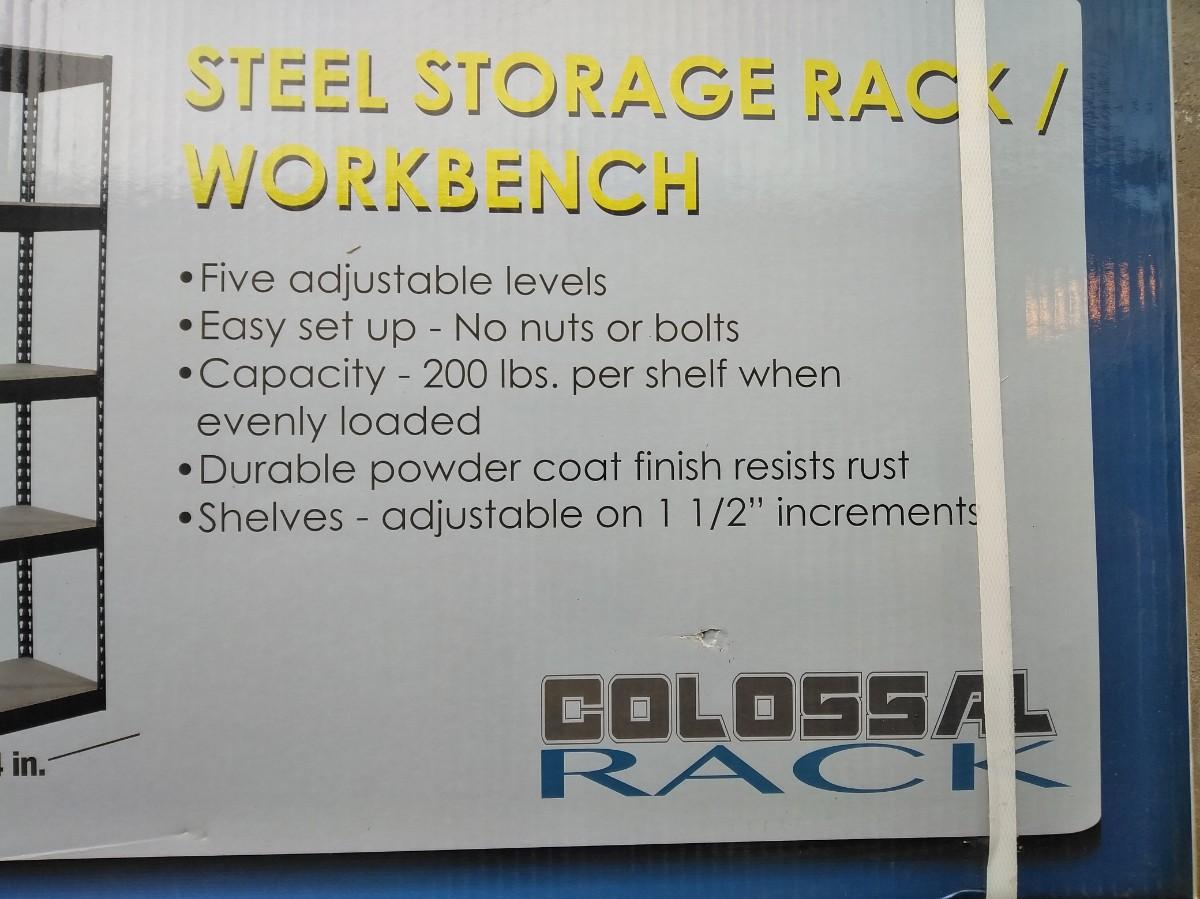 STEEL STORAGE RACK /
WORKBENCH
•Five adjustable levels
•Easy set up - No nuts or bolts
•Capacity - 200 lbs. per shelf when
evenly loaded
•Durable powder coat finish resists rust
•Shelves - adjustable on 1 1/2” increments
COLOSSAL
RACK
in.